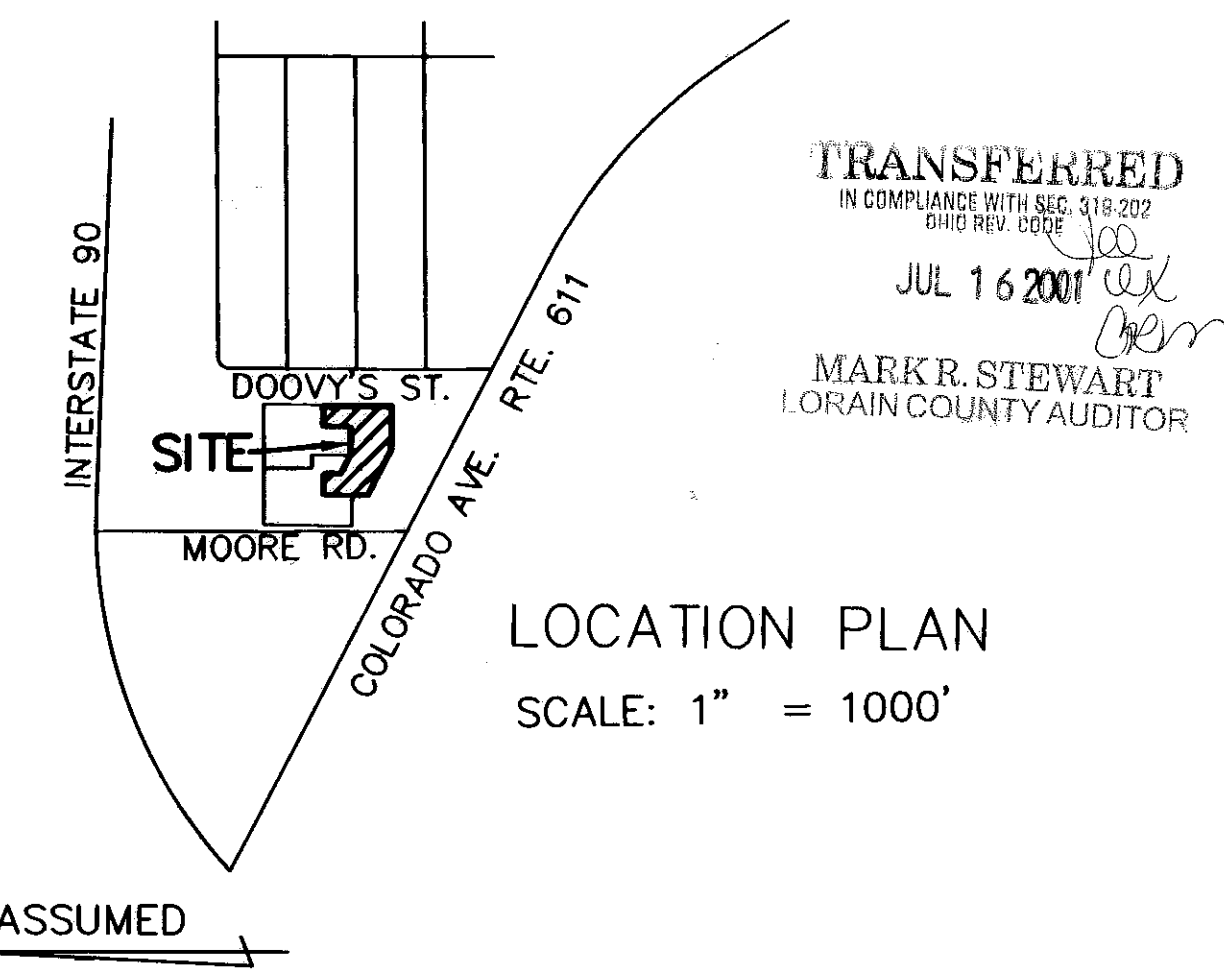 TRANSFERRED
IN COMPLIANCE WITH SEC. 319-202
OHIO REV. CODE
JUL 16 2001
MARK R. STEWART
LORAIN COUNTY AUDITOR
INTERSTATE 90
DOOVY'S ST.
COLORADO AVE. RTE. 611
SITE
MOORE RD.
LOCATION PLAN
SCALE: 1" = 1000'
ASSUMED